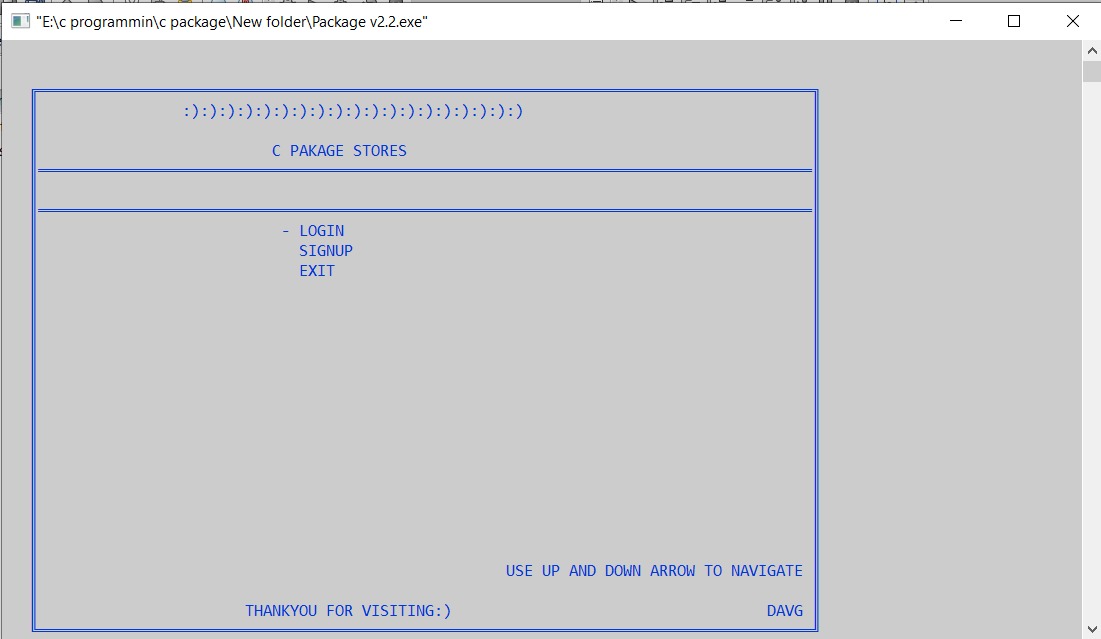 "E:\c programmin\c package\New folder\Package v2.2.exe"
:):):):):):):):):):):):):):):):):):):)
C PAKAGE STORES
- LOGIN
SIGNUP
EXIT
USE UP AND DOWN ARROW TO NAVIGATE
THANKYOU FOR VISITING:) DAVG